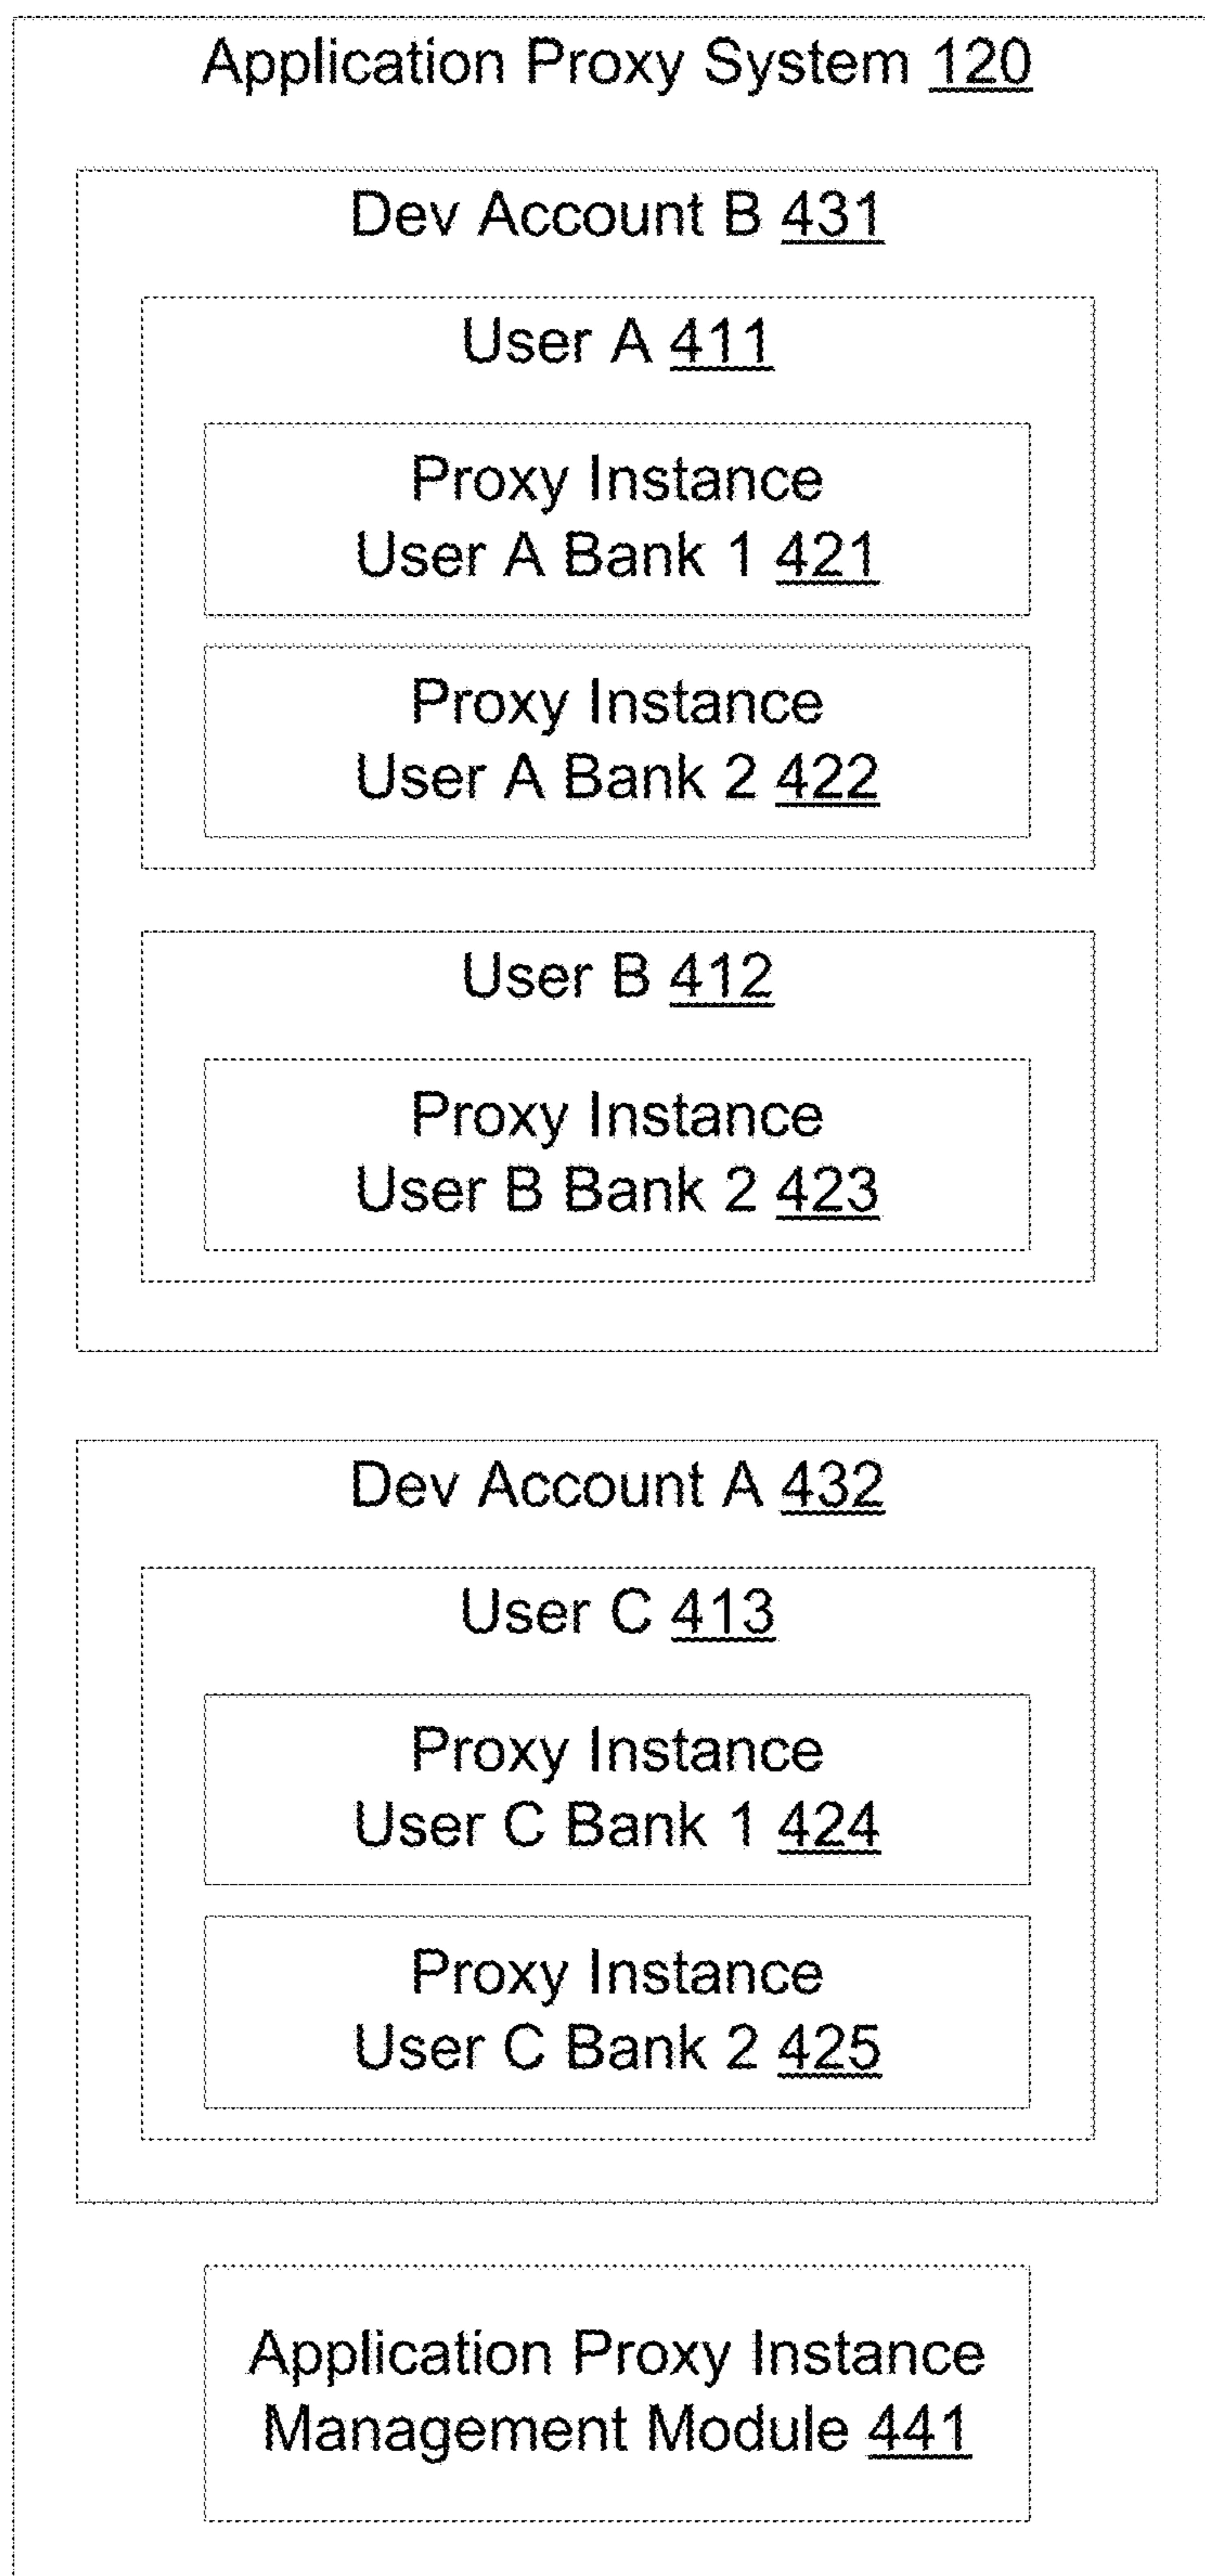 Application Proxy System 120
Dev Account B 431
User A 411
Proxy Instance
User A Bank 1 421
Proxy Instance
User A Bank 2 422
User B 412
Proxy Instance
User B Bank 2 423
Dev Account A 432
User C 413
Proxy Instance
User C Bank 1 424
Proxy Instance
User C Bank 2 425
Application Proxy Instance
Management Module 441